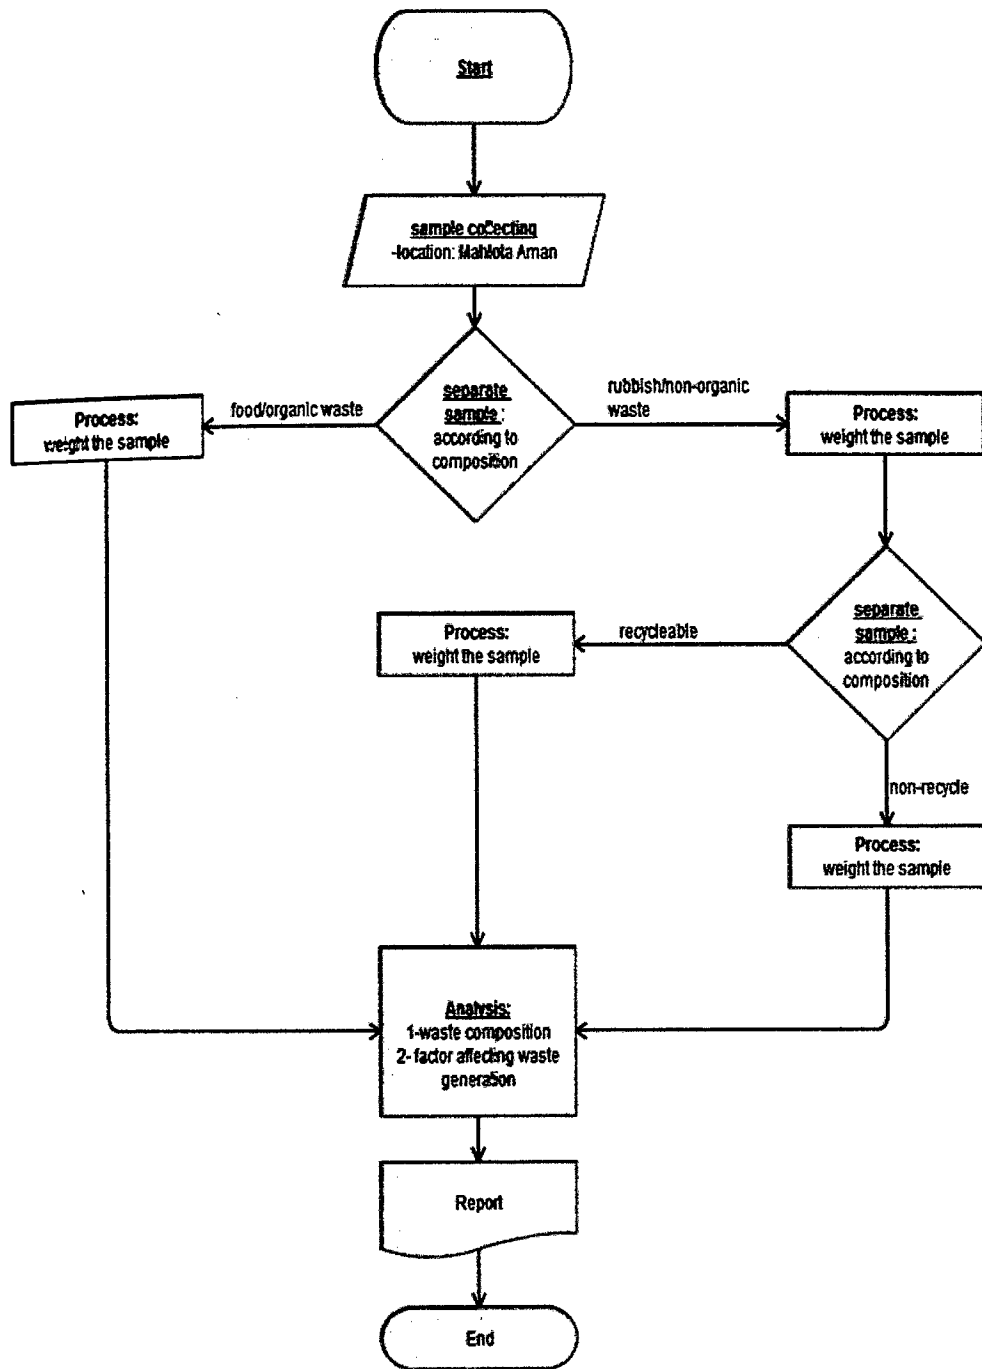 Start
sample collecting
-location: Mahlota Aman
separate
sample :
according to
composition
food/organic waste
rubbish/non-organic
waste
Process:
weight the sample
Process:
weight the sample
separate
sample :
according to
composition
recycleable
Process:
weight the sample
non-recycle
Process:
weight the sample
Analysis:
1-waste composition
2- factor affecting waste
generation
Report
End